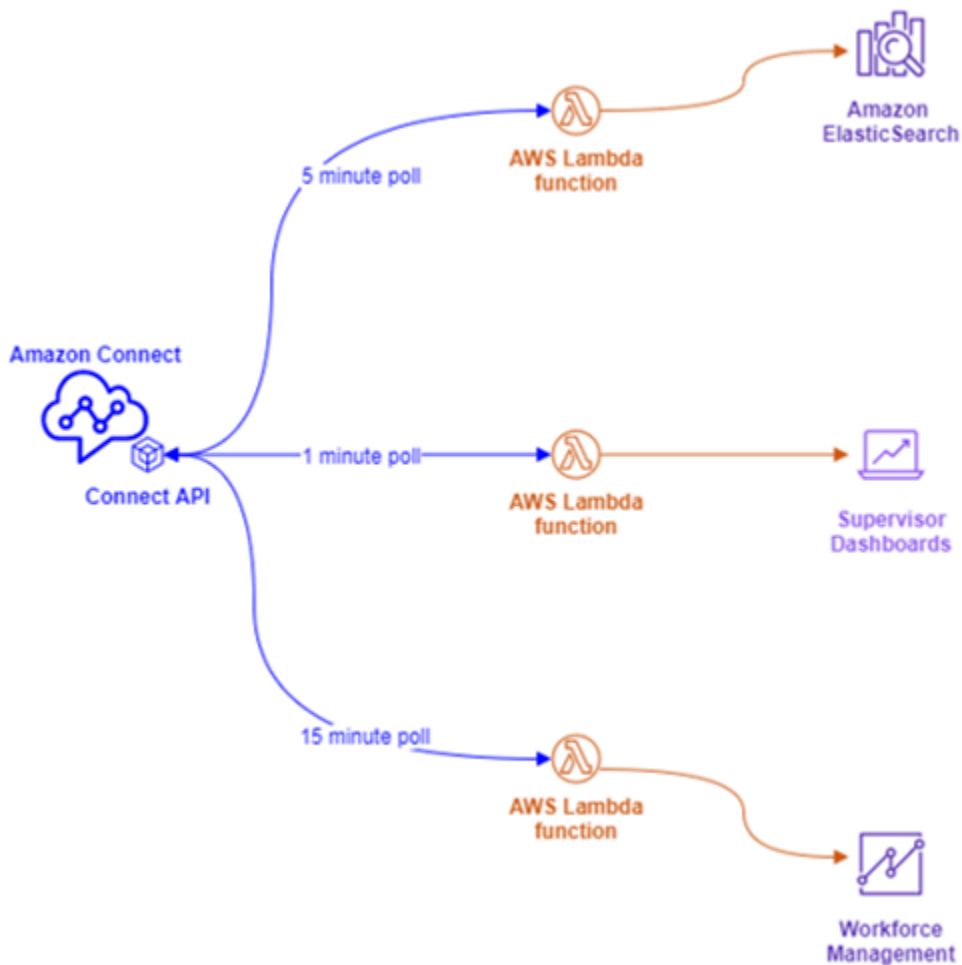 Amazon
ElasticSearch
AWS Lambda
function
5 minute poll
Amazon Connect
Connect API
1 minute poll
AWS Lambda
function
Supervisor
Dashboards
15 minute poll
AWS Lambda
function
Workforce
Management